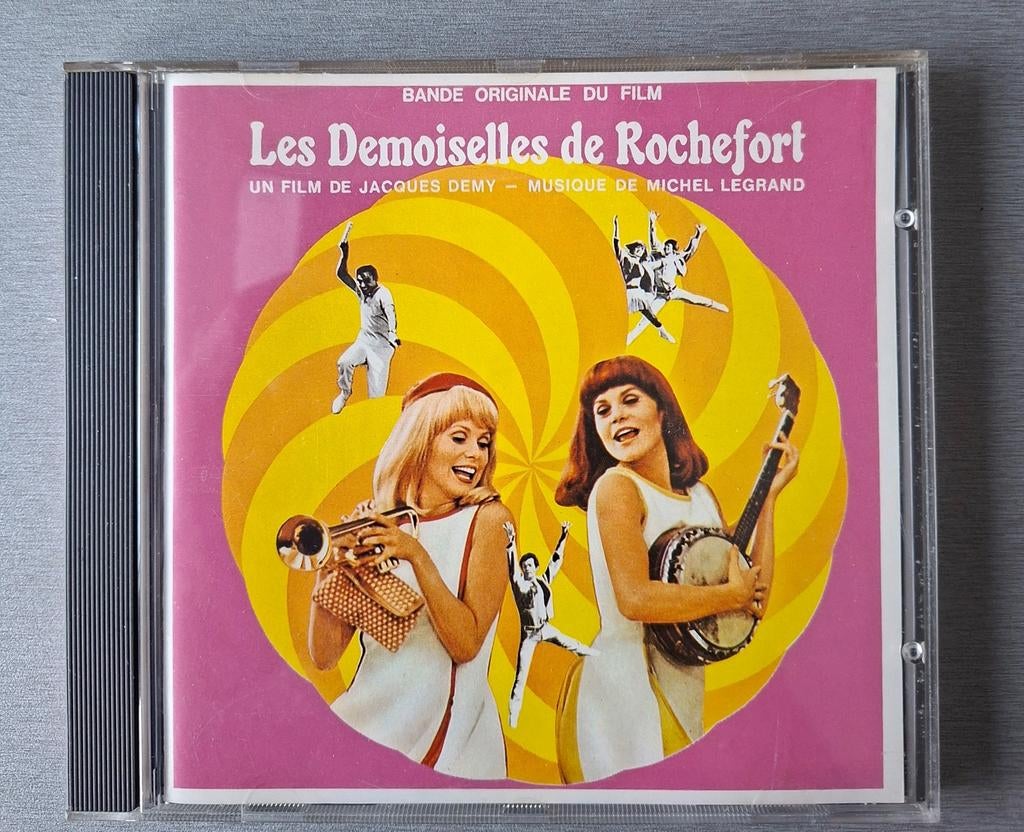 BANDE ORIGINALE DU FILM
Les Demoiselles de Rochefort
UN FILM DE JACQUES DEMY – MUSIQUE DE MICHEL LEGRAND